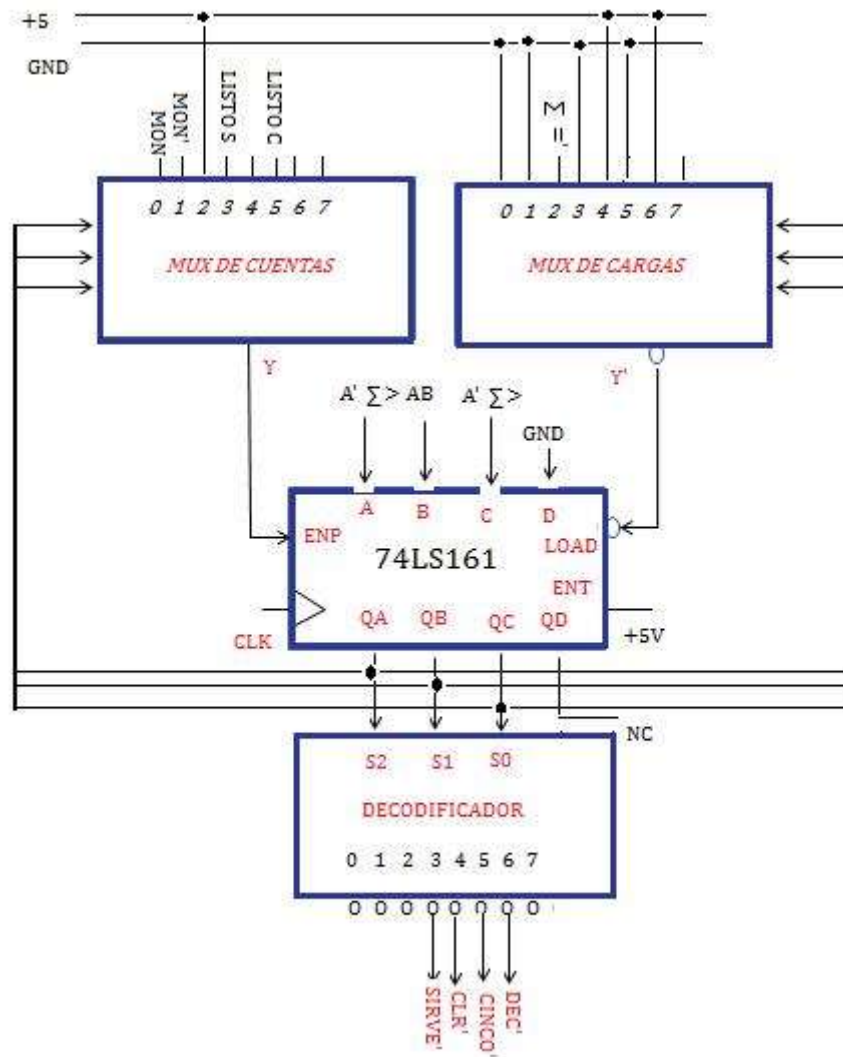 +5
GND
MON
MON'
LISTO S
LISTO C
Σ ='
0 1 2 3 4 5 6 7
MUX DE CUENTAS
0 1 2 3 4 5 6 7
MUX DE CARGAS
Y
Y'
A' Σ> AB A' Σ>
GND
A B C D
ENP
LOAD
74LS161
ENT
QA QB QC QD
CLK
+5V
NC
S2 S1 S0
DECODIFICADOR
0 1 2 3 4 5 6 7
SIRVE'
CLR'
CINCO'
DEC'